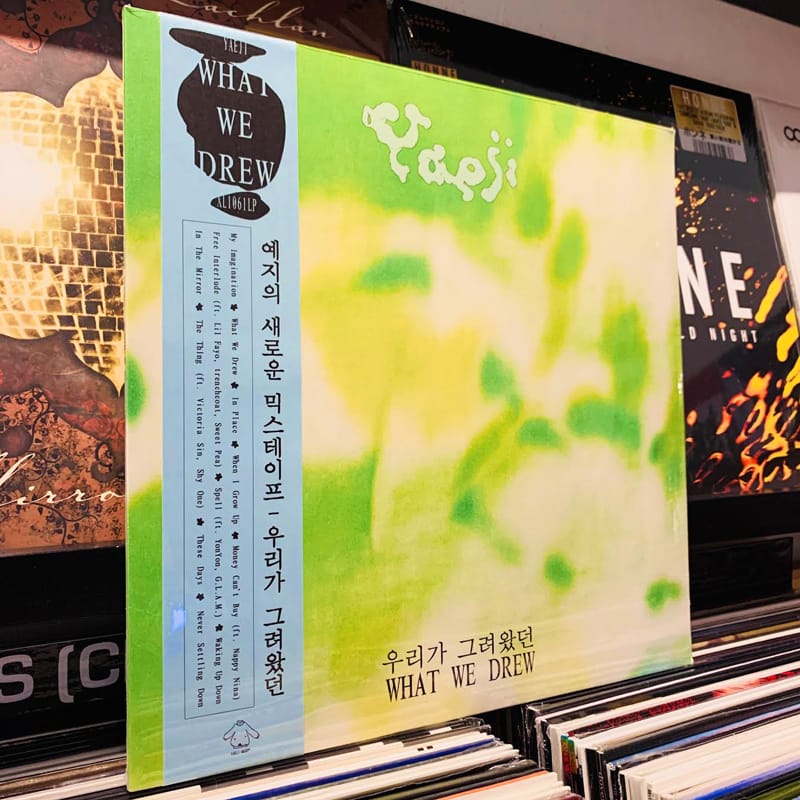 YAEJI
WHAT
WE
DREW
XL1061LP
예지의 새로운 믹스테이프 - 우리가 그려왔던
My Imagination ✽ What We Drew ✽ In Place ✽ When I Grow Up ✽ Money Can't Buy (ft. Nappy Nina)
Free Interlude (ft. Lil Fayo, trenchcoat, Sweet Pea) ✽ Spell (ft. YonYon, G.L.A.M.) ✽ Waking Up Down
In The Mirror ✽ The Thing (ft. Victoria Sin, Shy One) ✽ These Days ✽ Never Settling Down
Yaeji
우리가 그려왔던
WHAT WE DREW
NE
LD NIGHT
S (C